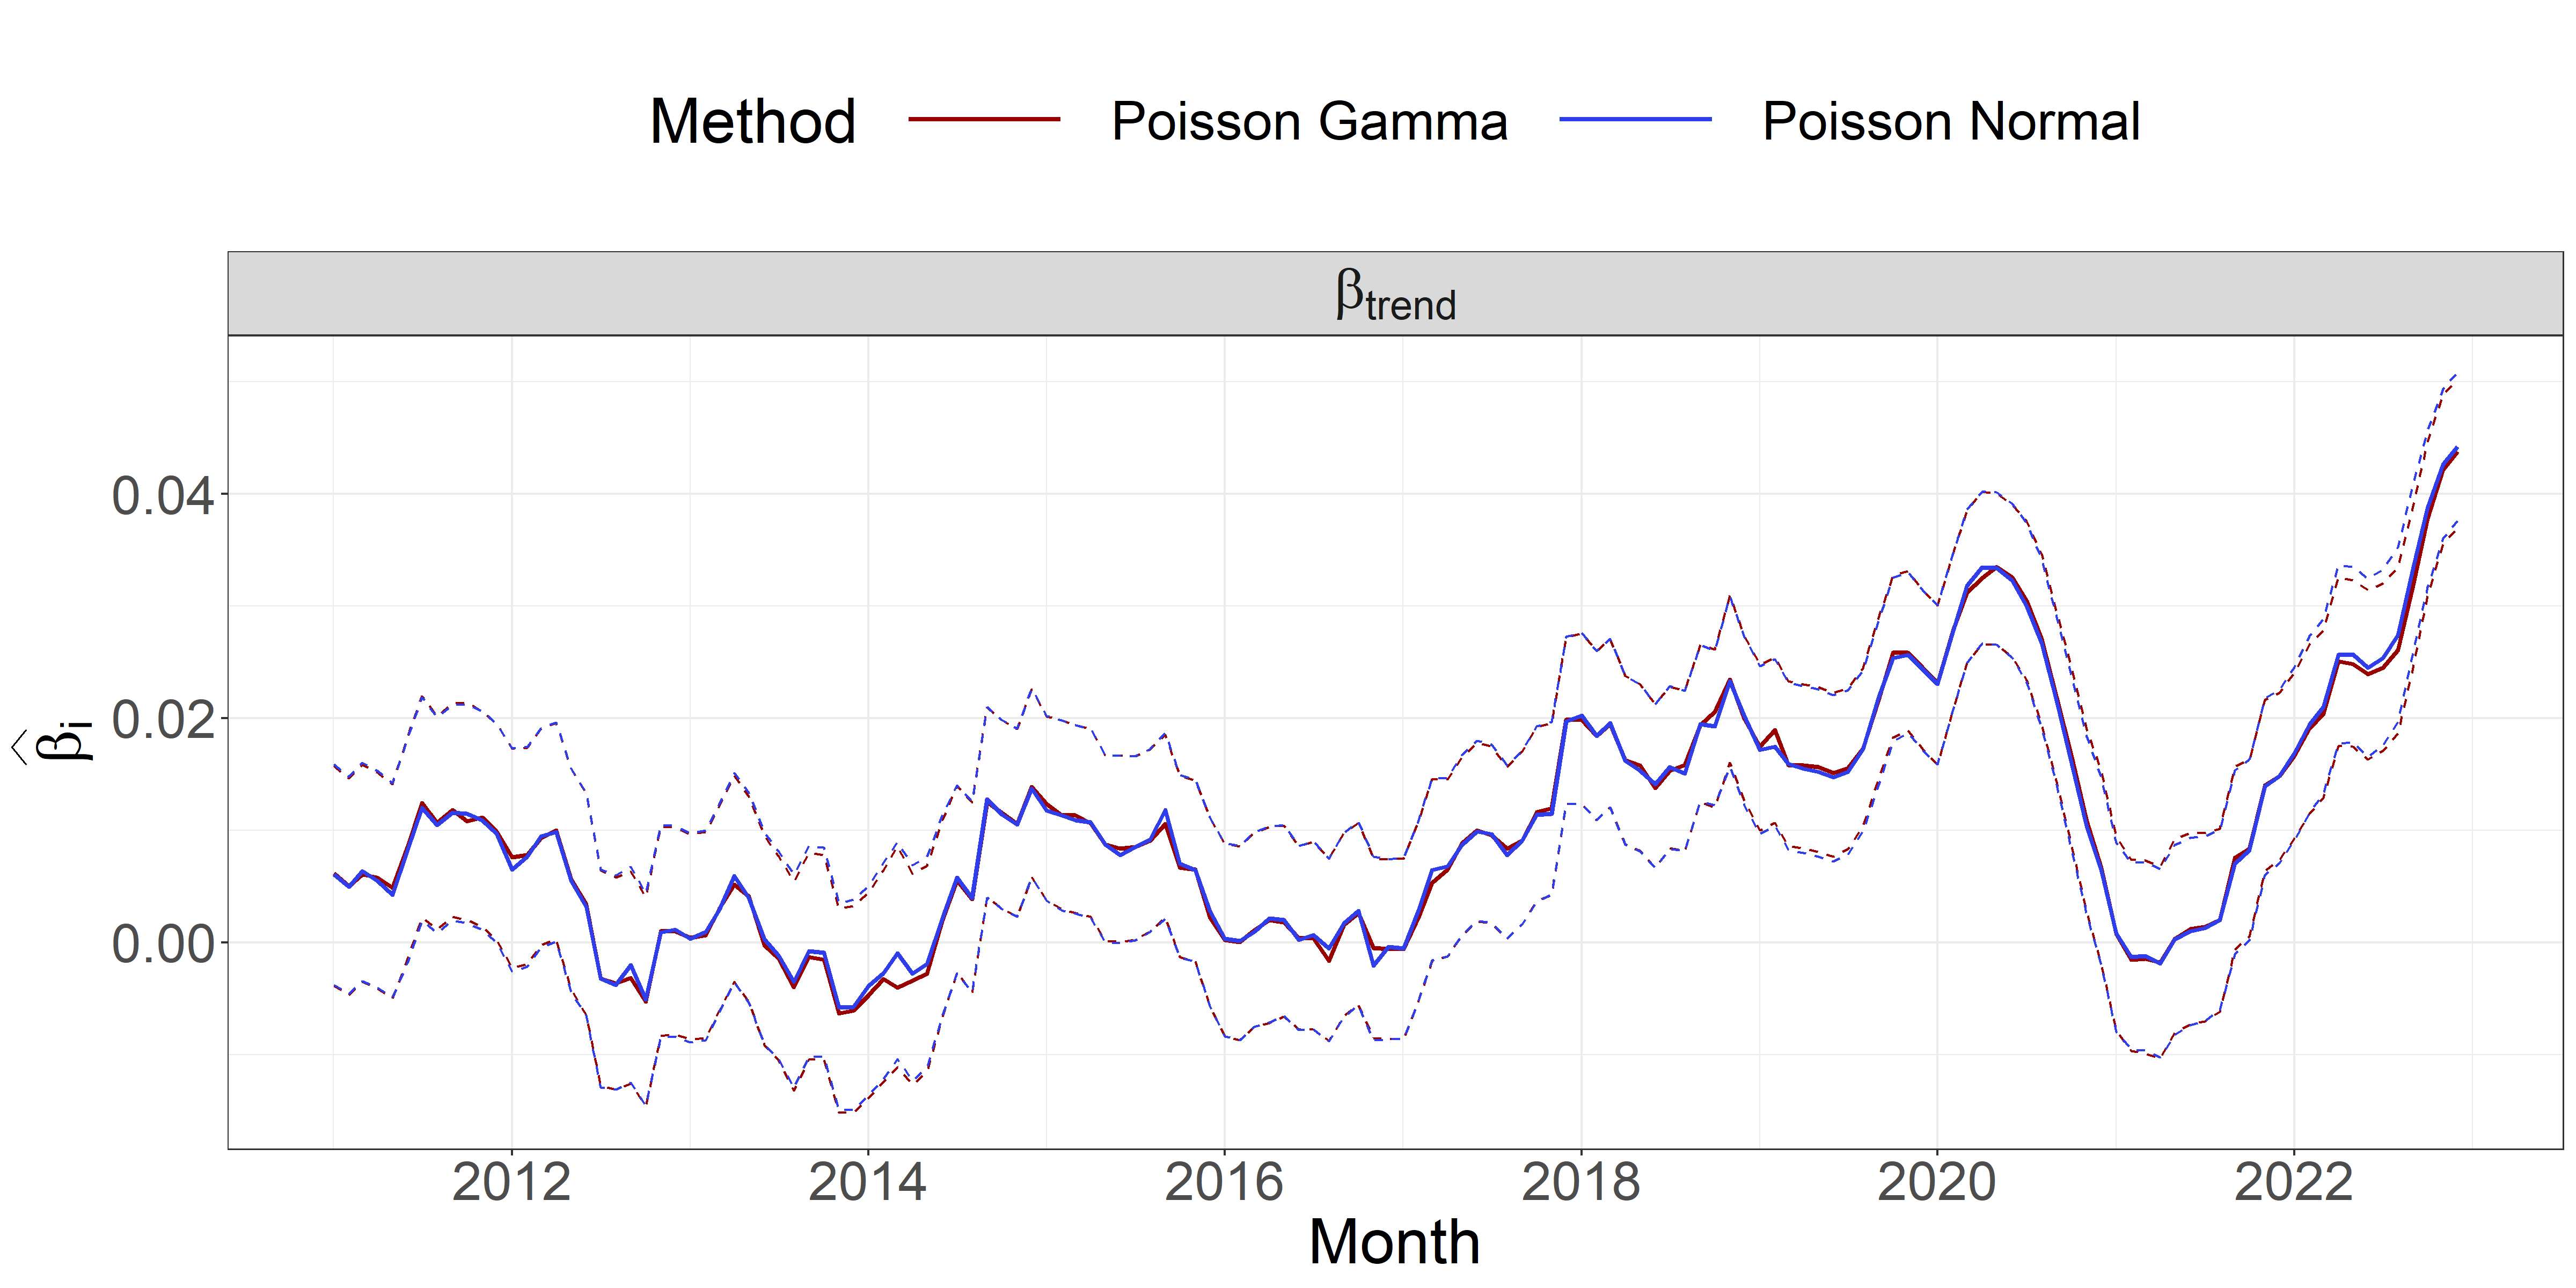 Method Poisson Gamma Poisson Normal
βtrend
0.04
0.02
0.00
β̂i
2012 2014 2016 2018 2020 2022
Month